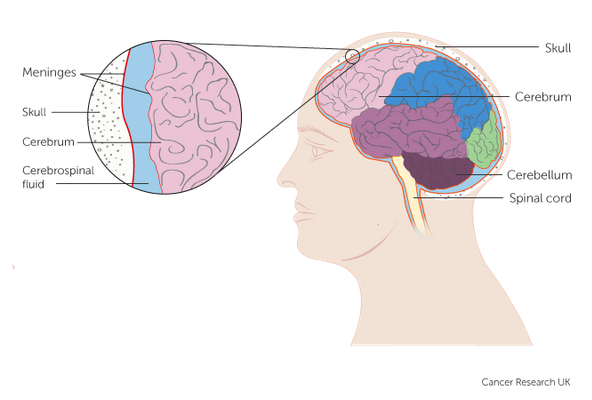 Meninges
Skull
Cerebrum
Cerebrospinal
fluid
Skull
Cerebrum
Cerebellum
Spinal cord
Cancer Research UK